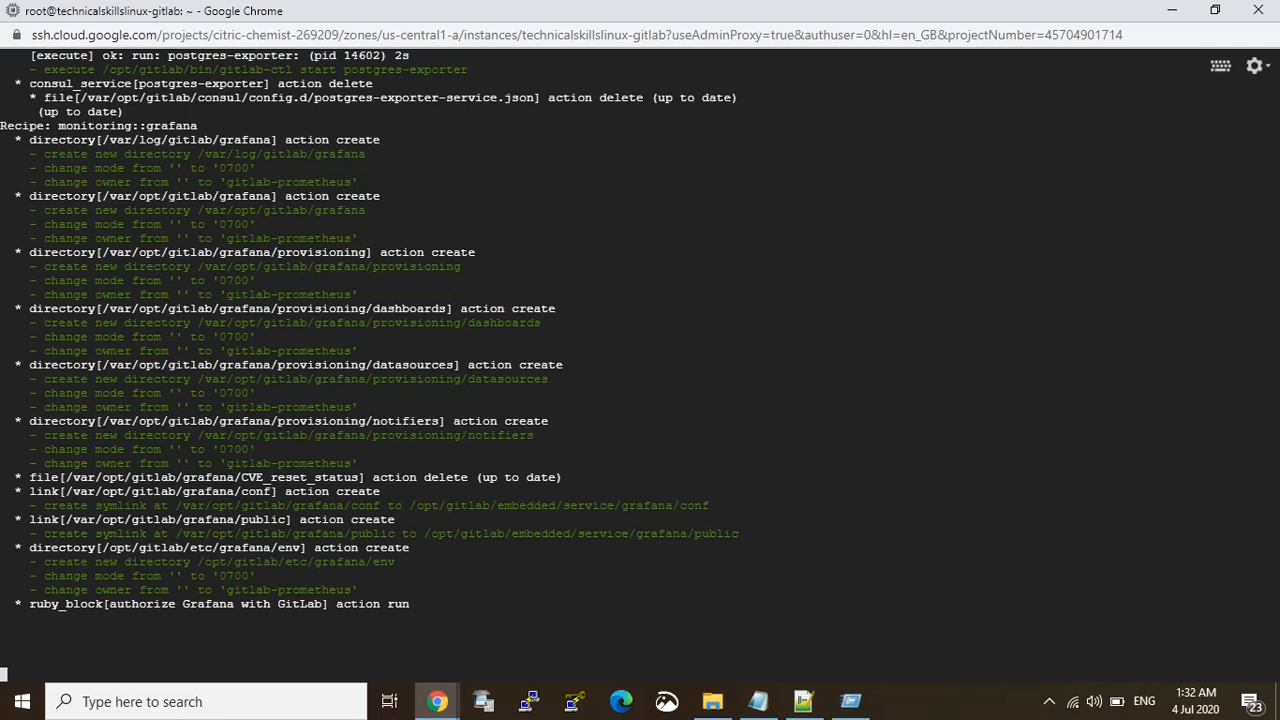 root@technicalskillslinux-gitlab: ~ - Google Chrome
ssh.cloud.google.com/projects/citric-chemist-269209/zones/us-central1-a/instances/technicalskillslinux-gitlab?useAdminProxy=true&authuser=0&hl=en_GB&projectNumber=45704901714
[execute] ok: run: postgres-exporter: (pid 14602) 2s
- execute /opt/gitlab/bin/gitlab-ctl start postgres-exporter
* consul_service[postgres-exporter] action delete
* file[/var/opt/gitlab/consul/config.d/postgres-exporter-service.json] action delete (up to date)
(up to date)
Recipe: monitoring::grafana
* directory[/var/log/gitlab/grafana] action create
- create new directory /var/log/gitlab/grafana
- change mode from '' to '0700'
- change owner from '' to 'gitlab-prometheus'
* directory[/var/opt/gitlab/grafana] action create
- create new directory /var/opt/gitlab/grafana
- change mode from '' to '0700'
- change owner from '' to 'gitlab-prometheus'
* directory[/var/opt/gitlab/grafana/provisioning] action create
- create new directory /var/opt/gitlab/grafana/provisioning
- change mode from '' to '0700'
- change owner from '' to 'gitlab-prometheus'
* directory[/var/opt/gitlab/grafana/provisioning/dashboards] action create
- create new directory /var/opt/gitlab/grafana/provisioning/dashboards
- change mode from '' to '0700'
- change owner from '' to 'gitlab-prometheus'
* directory[/var/opt/gitlab/grafana/provisioning/datasources] action create
- create new directory /var/opt/gitlab/grafana/provisioning/datasources
- change mode from '' to '0700'
- change owner from '' to 'gitlab-prometheus'
* directory[/var/opt/gitlab/grafana/provisioning/notifiers] action create
- create new directory /var/opt/gitlab/grafana/provisioning/notifiers
- change mode from '' to '0700'
- change owner from '' to 'gitlab-prometheus'
* file[/var/opt/gitlab/grafana/CVE_reset_status] action delete (up to date)
* link[/var/opt/gitlab/grafana/conf] action create
- create symlink at /var/opt/gitlab/grafana/conf to /opt/gitlab/embedded/service/grafana/conf
* link[/var/opt/gitlab/grafana/public] action create
- create symlink at /var/opt/gitlab/grafana/public to /opt/gitlab/embedded/service/grafana/public
* directory[/opt/gitlab/etc/grafana/env] action create
- create new directory /opt/gitlab/etc/grafana/env
- change mode from '' to '0700'
- change owner from '' to 'gitlab-prometheus'
* ruby_block[authorize Grafana with GitLab] action run
Type here to search
ENG
1:32 AM
4 Jul 2020
23